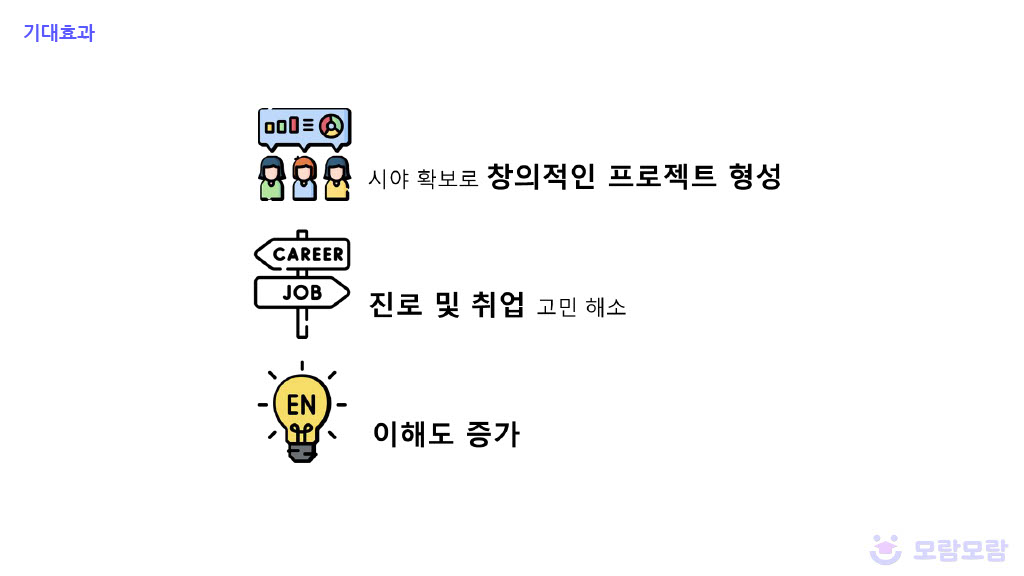 기대효과
시야 확보로 창의적인 프로젝트 형성
CAREER
JOB
진로 및 취업 고민 해소
EN
이해도 증가
모람모람